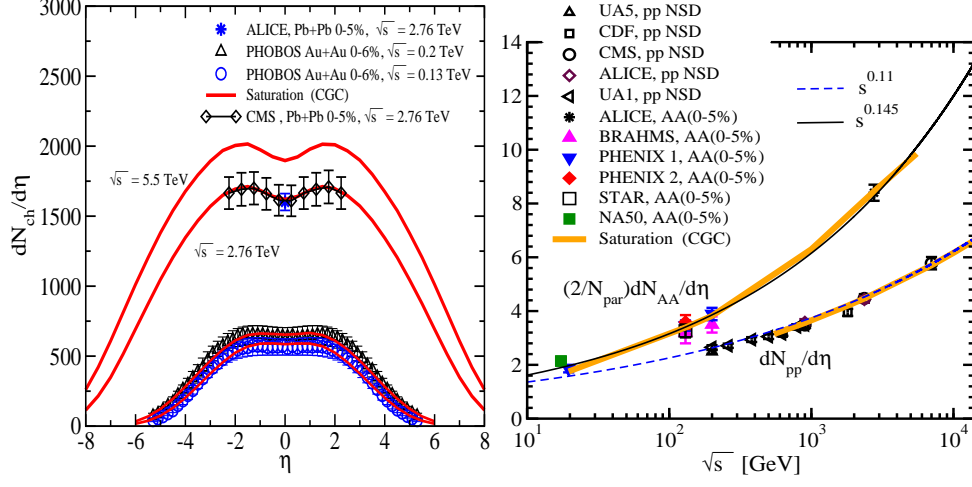 ALICE, Pb+Pb 0-5%, √s = 2.76 TeV
PHOBOS Au+Au 0-6%, √s = 0.2 TeV
PHOBOS Au+Au 0-6%, √s = 0.13 TeV
Saturation (CGC)
CMS , Pb+Pb 0-5%, √s = 2.76 TeV
√s = 5.5 TeV
√s = 2.76 TeV
3000
2500
2000
1500
1000
500
0
dN_ch/dη
-8 -6 -4 -2 0 2 4 6 8
η
UA5, pp NSD
CDF, pp NSD
CMS, pp NSD
ALICE, pp NSD
UA1, pp NSD
ALICE, AA(0-5%)
BRAHMS, AA(0-5%)
PHENIX 1, AA(0-5%)
PHENIX 2, AA(0-5%)
STAR, AA(0-5%)
NA50, AA(0-5%)
Saturation (CGC)
s^0.11
s^0.145
(2/N_par)dN_AA/dη
dN_pp/dη
14
12
10
8
6
4
2
0
10^1 10^2 10^3 10^4
√s [GeV]